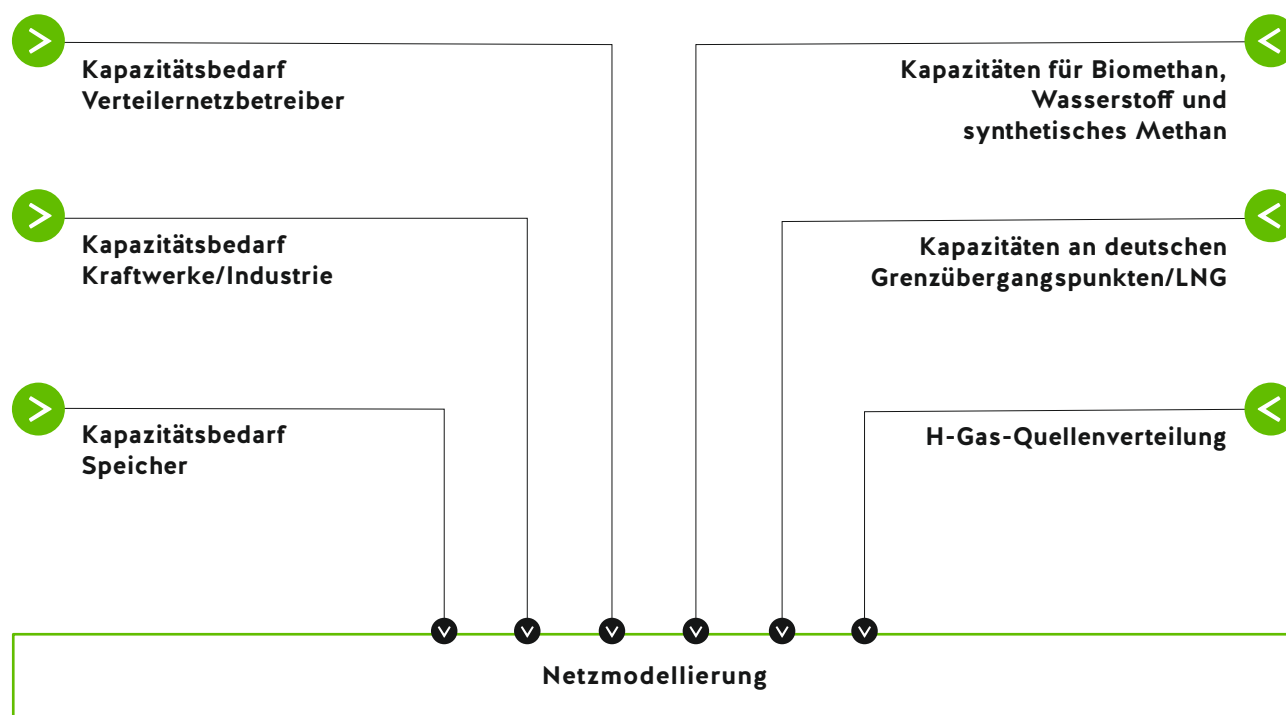 Kapazitätsbedarf
Verteilernetzbetreiber
Kapazitäten für Biomethan,
Wasserstoff und
synthetisches Methan
Kapazitätsbedarf
Kraftwerke/Industrie
Kapazitäten an deutschen
Grenzübergangspunkten/LNG
Kapazitätsbedarf
Speicher
H-Gas-Quellenverteilung
Netzmodellierung